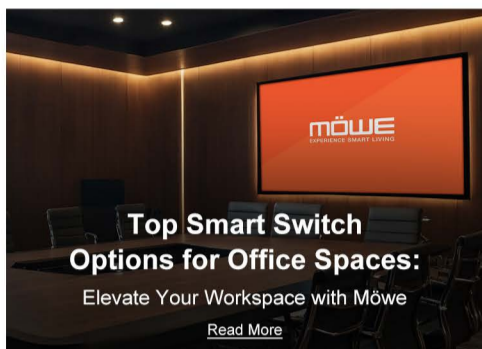 MÖWE
EXPERIENCE SMART LIVING
Top Smart Switch
Options for Office Spaces:
Elevate Your Workspace with Möwe
Read More